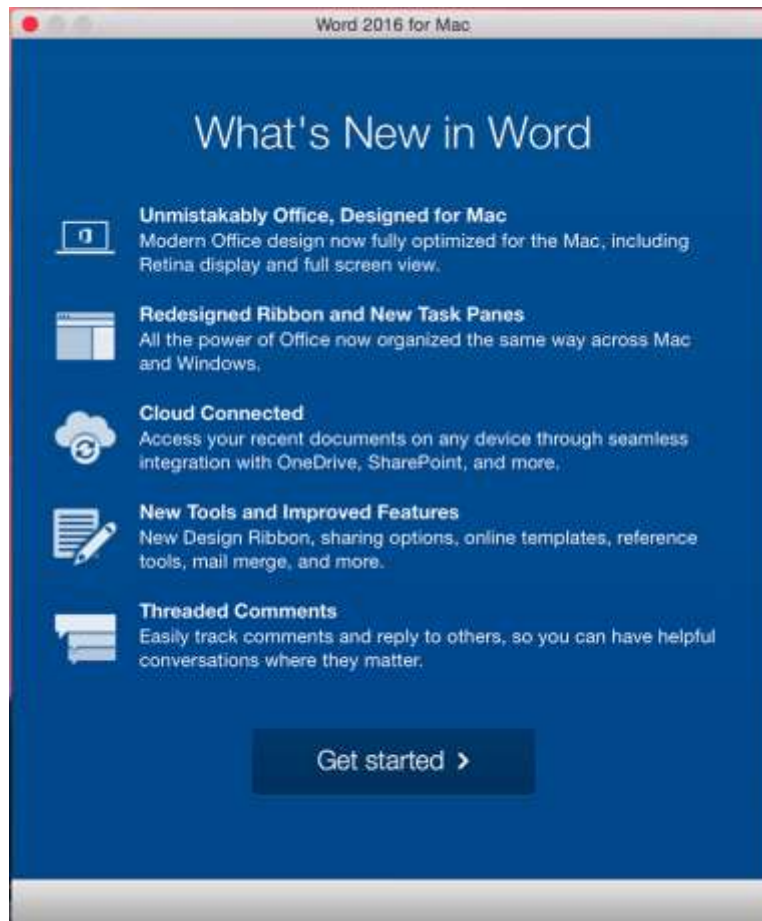 Word 2016 for Mac
What's New in Word
Unmistakably Office, Designed for Mac
Modern Office design now fully optimized for the Mac, including
Retina display and full screen view.
Redesigned Ribbon and New Task Panes
All the power of Office now organized the same way across Mac
and Windows.
Cloud Connected
Access your recent documents on any device through seamless
integration with OneDrive, SharePoint, and more.
New Tools and Improved Features
New Design Ribbon, sharing options, online templates, reference
tools, mail merge, and more.
Threaded Comments
Easily track comments and reply to others, so you can have helpful
conversations where they matter.
Get started